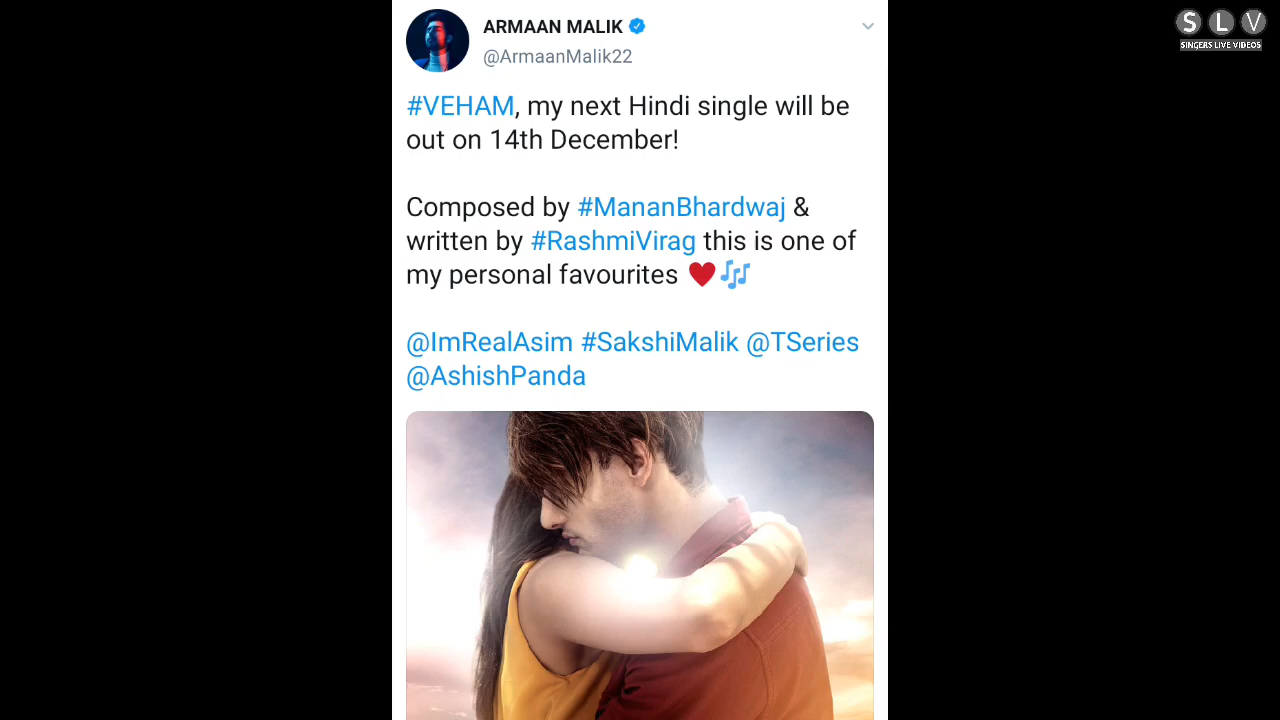 ARMAAN MALIK
@ArmaanMalik22
#VEHAM, my next Hindi single will be
out on 14th December!
Composed by #MananBhardwaj &
written by #RashmiVirag this is one of
my personal favourites ♥️🎶
@ImRealAsim #SakshiMalik @TSeries
@AshishPanda
S L V
SINGERS LIVE VIDEOS